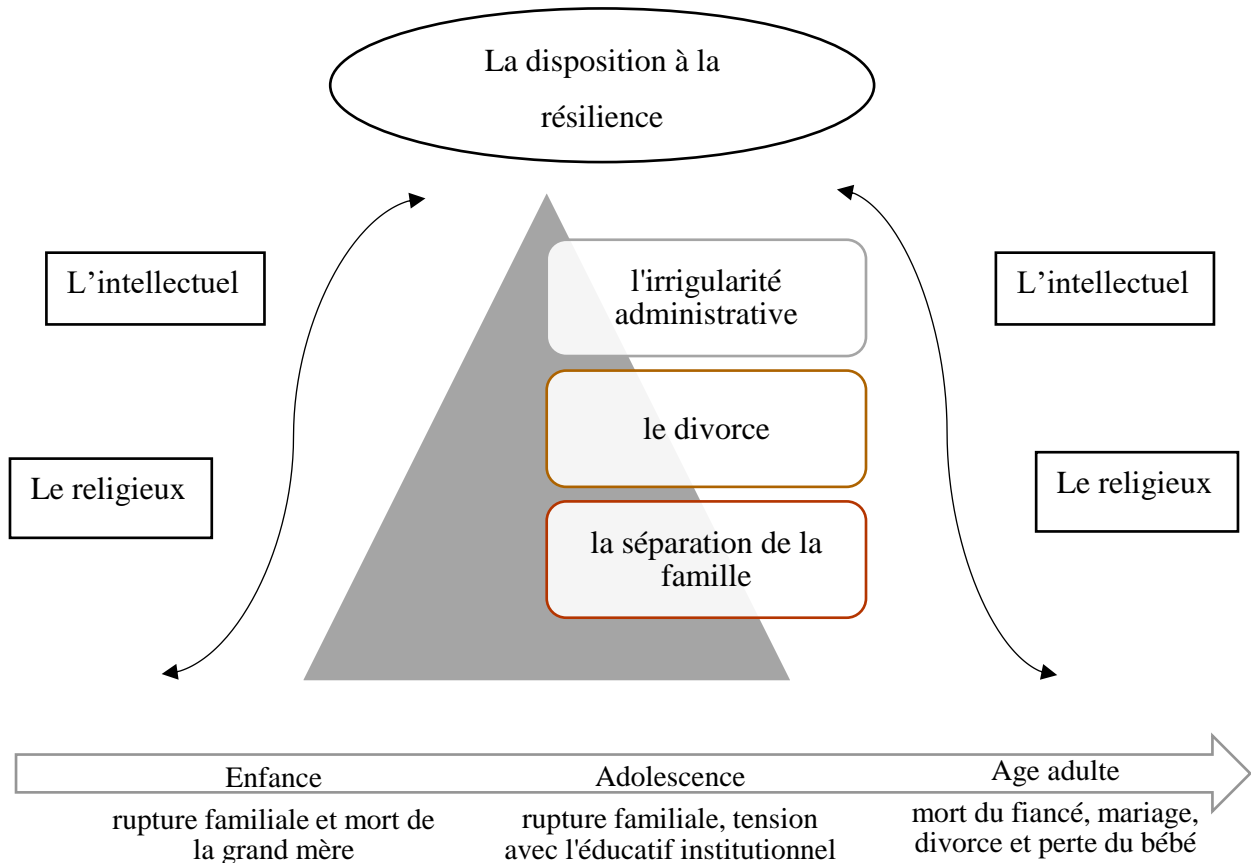 La disposition à la
résilience
L’intellectuel
Le religieux
l'irrigularité
administrative
le divorce
la séparation de la
famille
L’intellectuel
Le religieux
Enfance
rupture familiale et mort de
la grand mère
Adolescence
rupture familiale, tension
avec l'éducatif institutionnel
Age adulte
mort du fiancé, mariage,
divorce et perte du bébé